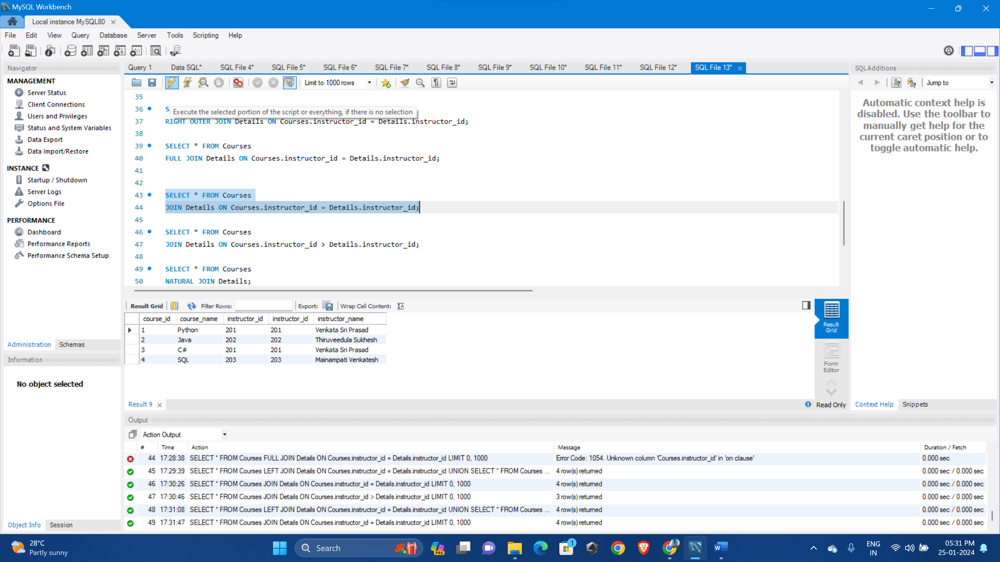 MySQL Workbench
Local instance MySQL80
File Edit View Query Database Server Tools Scripting Help
Navigator
MANAGEMENT
Server Status
Client Connections
Users and Privileges
Status and System Variables
Data Export
Data Import/Restore
INSTANCE
Startup / Shutdown
Server Logs
Options File
PERFORMANCE
Dashboard
Performance Reports
Performance Schema Setup
Administration Schemas
Information
No object selected
Object Info Session
Query 1 Data SQL* SQL File 4* SQL File 5* SQL File 6* SQL File 7* SQL File 8* SQL File 9* SQL File 10* SQL File 11* SQL File 12* SQL File 13*
Limit to 1000 rows
35
36 S
Execute the selected portion of the script or everything, if there is no selection
37 RIGHT OUTER JOIN Details ON Courses.instructor_id = Details.instructor_id;
38
39 SELECT * FROM Courses
40 FULL JOIN Details ON Courses.instructor_id = Details.instructor_id;
41
42
43 SELECT * FROM Courses
44 JOIN Details ON Courses.instructor_id = Details.instructor_id;
45
46 SELECT * FROM Courses
47 JOIN Details ON Courses.instructor_id > Details.instructor_id;
48
49 SELECT * FROM Courses
50 NATURAL JOIN Details;
Result Grid Filter Rows: Export: Wrap Cell Content:
course_id course_name instructor_id instructor_id instructor_name
1 Python 201 201 Venkata Sri Prasad
2 Java 202 202 Thiruveedula Sukhesh
3 C# 201 201 Venkata Sri Prasad
4 SQL 203 203 Mainampati Venkatesh
Result
Grid
Form
Editor
Result 9
Read Only
SQLAdditions
Jump to
Automatic context help is
disabled. Use the toolbar to
manually get help for the
current caret position or to
toggle automatic help.
Context Help Snippets
Output
Action Output
# Time Action Message Duration / Fetch
44 17:28:38 SELECT * FROM Courses FULL JOIN Details ON Courses.instructor_id = Details.instructor_id LIMIT 0, 1000 Error Code: 1054. Unknown column 'Courses.instructor_id' in 'on clause' 0.000 sec
45 17:29:39 SELECT * FROM Courses LEFT JOIN Details ON Courses.instructor_id = Details.instructor_id UNION SELECT * FROM Courses ... 4 row(s) returned 0.000 sec / 0.000 sec
46 17:30:26 SELECT * FROM Courses JOIN Details ON Courses.instructor_id = Details.instructor_id LIMIT 0, 1000 4 row(s) returned 0.000 sec / 0.000 sec
47 17:30:46 SELECT * FROM Courses JOIN Details ON Courses.instructor_id > Details.instructor_id LIMIT 0, 1000 3 row(s) returned 0.000 sec / 0.000 sec
48 17:31:08 SELECT * FROM Courses LEFT JOIN Details ON Courses.instructor_id = Details.instructor_id UNION SELECT * FROM Courses ... 4 row(s) returned 0.000 sec / 0.000 sec
49 17:31:47 SELECT * FROM Courses JOIN Details ON Courses.instructor_id = Details.instructor_id LIMIT 0, 1000 4 row(s) returned 0.000 sec / 0.000 sec
28°C
Partly sunny
Search
PRE
1
ENG
IN
05:31 PM
25-01-2024